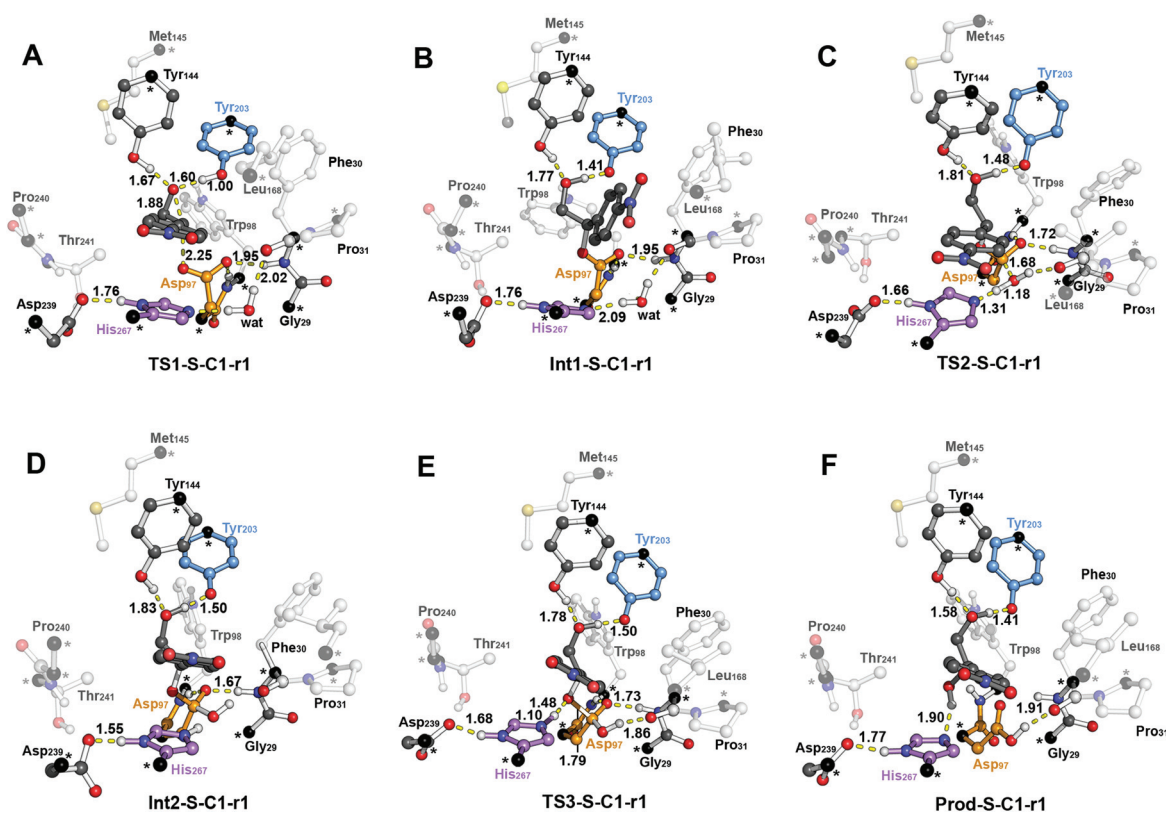 A
Met145
*
Tyr144
*
Tyr203
*
1.67
1.60
1.00
Phe30
*
Leu168
1.88
Pro240
*
*
Trp98
Thr241
2.25
1.95
Pro31
Asp97
2.02
1.76
Asp239
*
*
His267
*
*
wat
*
Gly29
TS1-S-C1-r1
B
Met145
*
Tyr144
*
Tyr203
*
1.41
Phe30
1.77
Pro240
*
*
Trp98
*
Leu168
Thr241
1.95
Asp97
*
Pro31
1.76
Asp239
*
*
His267
2.09
wat
Gly29
*
Int1-S-C1-r1
C
Met145
*
Tyr144
*
Tyr203
*
1.48
1.81
Trp98
Phe30
Pro240
*
*
Thr241
*
1.72
*
Asp97
1.68
Asp239
1.66
1.18
Gly29
*
Leu168
Pro31
*
1.31
His267
*
TS2-S-C1-r1
D
Met145
*
Tyr144
*
Tyr203
*
1.83
1.50
Pro240
*
*
Trp98
Phe30
*
*
Thr241
*
1.67
Pro31
Asp97
1.55
Asp239
*
*
Gly29
His267
*
Int2-S-C1-r1
E
Met145
*
Tyr144
*
Tyr203
*
Phe30
1.78
1.50
Pro240
*
*
Trp98
Thr241
Leu168
*
1.48
1.73
*
Asp239
1.68
1.10
1.86
Asp97
Pro31
*
His267
*
1.79
*
Gly29
TS3-S-C1-r1
F
Met145
*
Tyr144
*
Tyr203
*
Phe30
1.58
1.41
Pro240
*
*
Trp98
Leu168
Thr241
*
1.90
1.91
*
Asp239
1.77
*
Pro31
*
His267
*
Asp97
*
Gly29
Prod-S-C1-r1